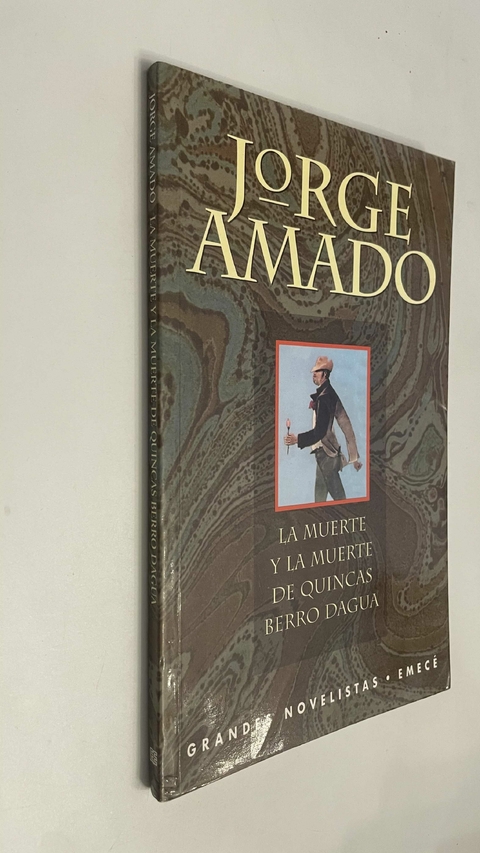 JORGE AMADO LA MUERTE Y LA MUERTE DE QUINCAS BERRO DAGUA
JORGE
AMADO
LA MUERTE
Y LA MUERTE
DE QUINCAS
BERRO DAGUA
GRANDES NOVELISTAS • EMECÉ